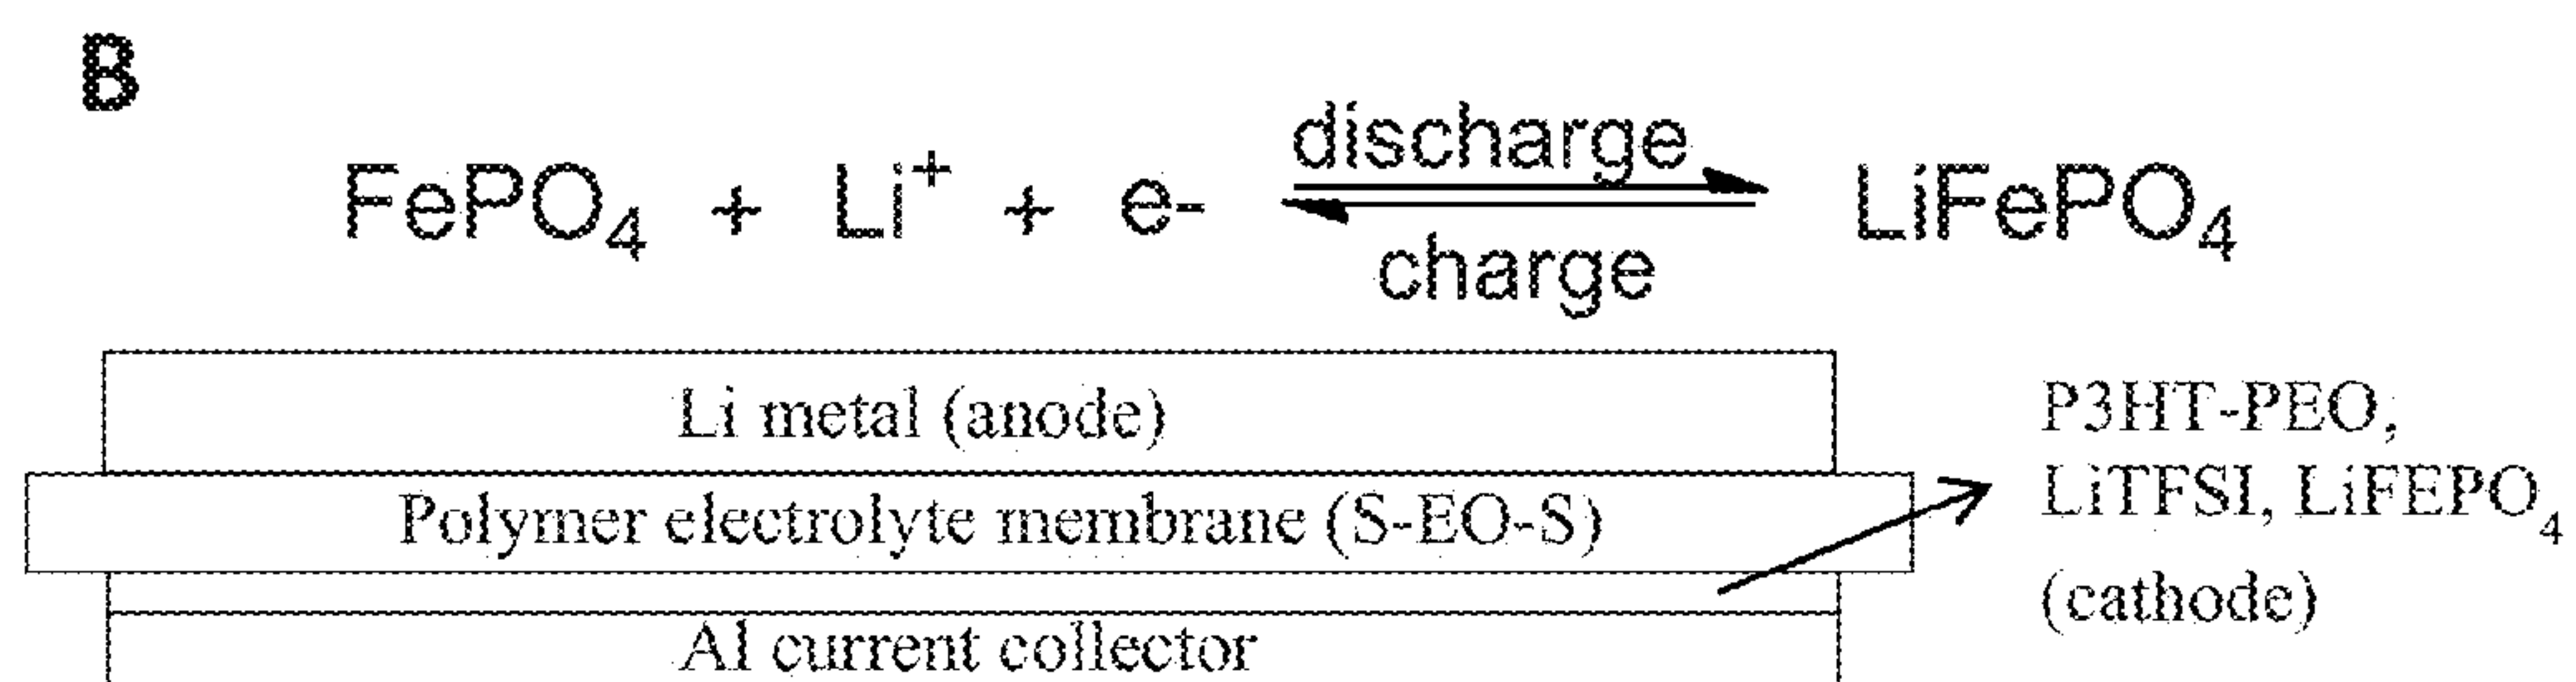 B
discharge
FePO₄ + Li⁺ + e- ⇌ LiFePO₄
charge
Li metal (anode)
Polymer electrolyte membrane (S-EO-S)
Al current collector
P3HT-PEO,
LiTFSI, LiFEPO₄
(cathode)